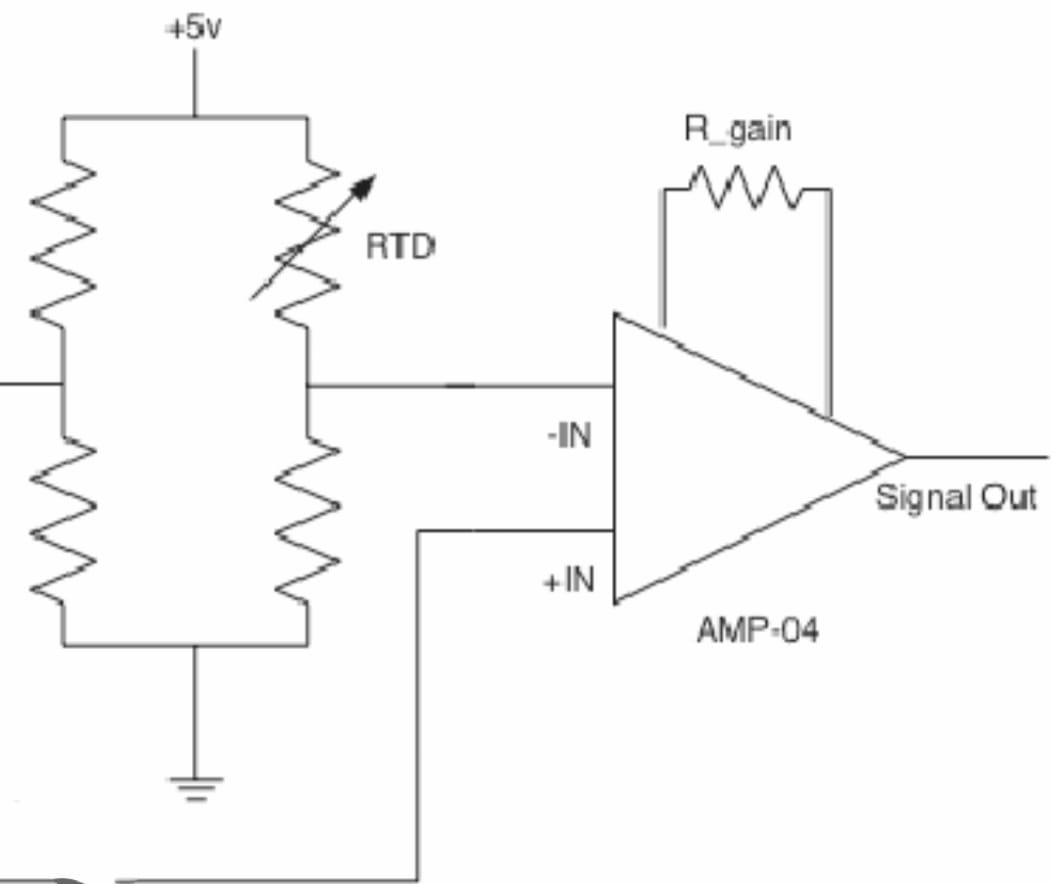 +5v
R_gain
RTD
-IN
Signal Out
+IN
AMP-04